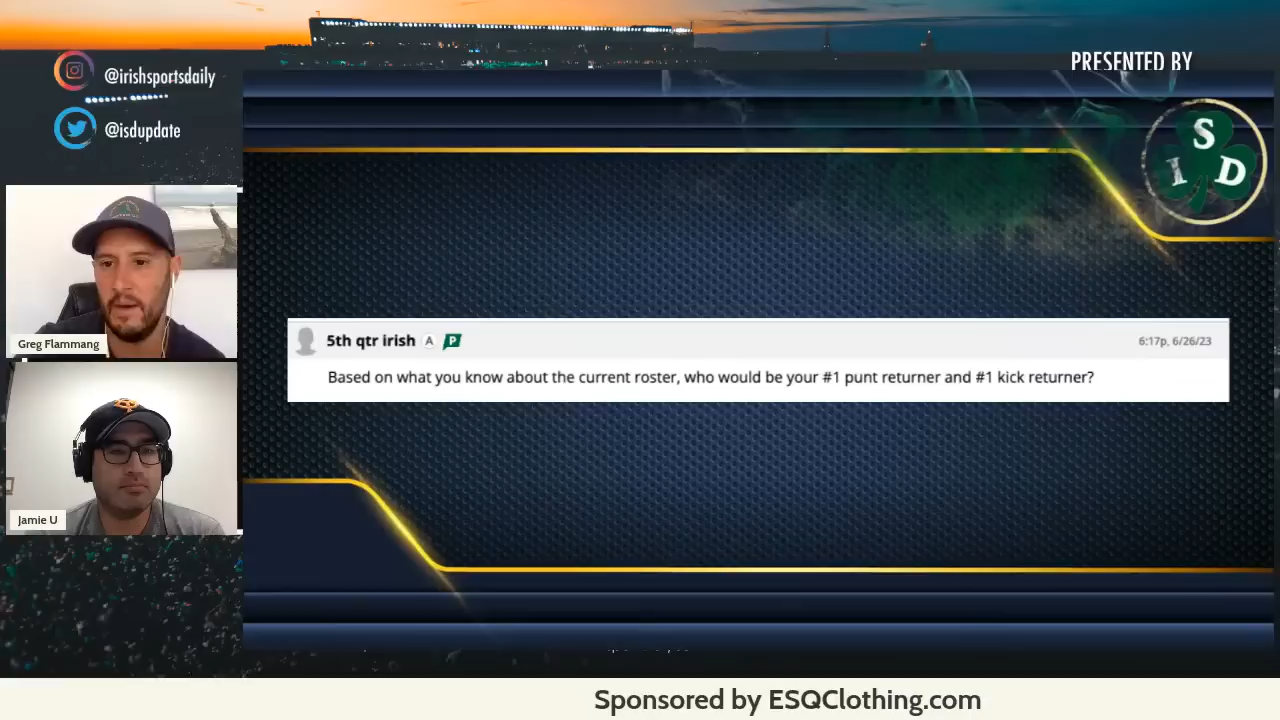 PRESENTED BY
@irishsportsdaily
@isdupdate
I S D
Greg Flammang
Jamie U
5th qtr irish A P 6:17p, 6/26/23
Based on what you know about the current roster, who would be your #1 punt returner and #1 kick returner?
Sponsored by ESQClothing.com